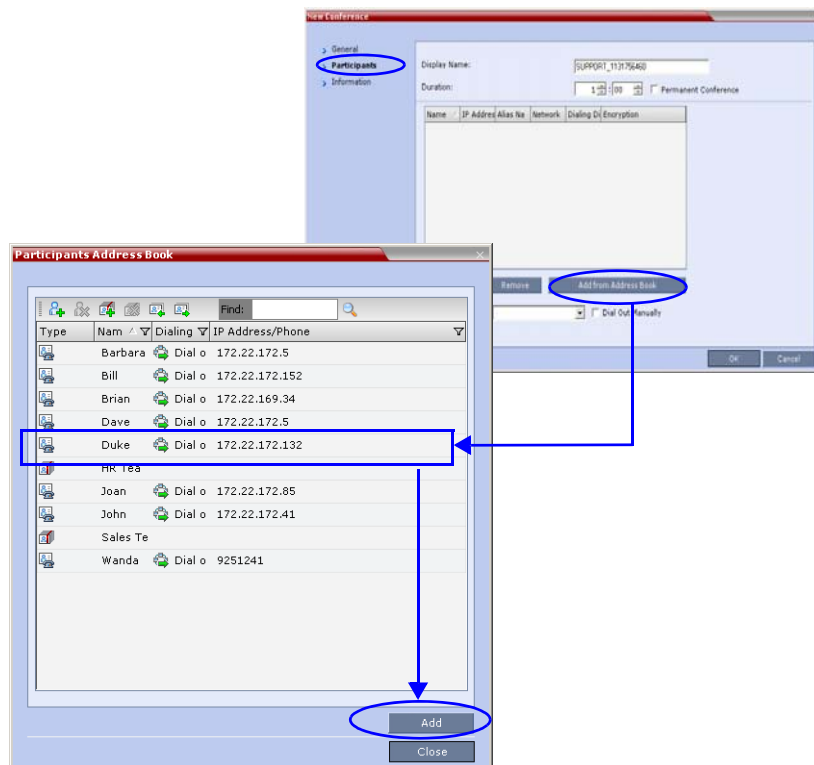 New Conference
General
Participants
Information
Display Name: SUPPORT_1131756460
Duration: 1 : 00 Permanent Conference
Name IP Addres Alias Na Network Dialing Di Encryption
Remove Add from Address Book
Dial Out Manually
OK Cancel
Participants Address Book
Find:
Type Nam Dialing IP Address/Phone
Barbara Dial o 172.22.172.5
Bill Dial o 172.22.172.152
Brian Dial o 172.22.169.34
Dave Dial o 172.22.172.5
Duke Dial o 172.22.172.132
HR Tea
Joan Dial o 172.22.172.85
John Dial o 172.22.172.41
Sales Te
Wanda Dial o 9251241
Add
Close